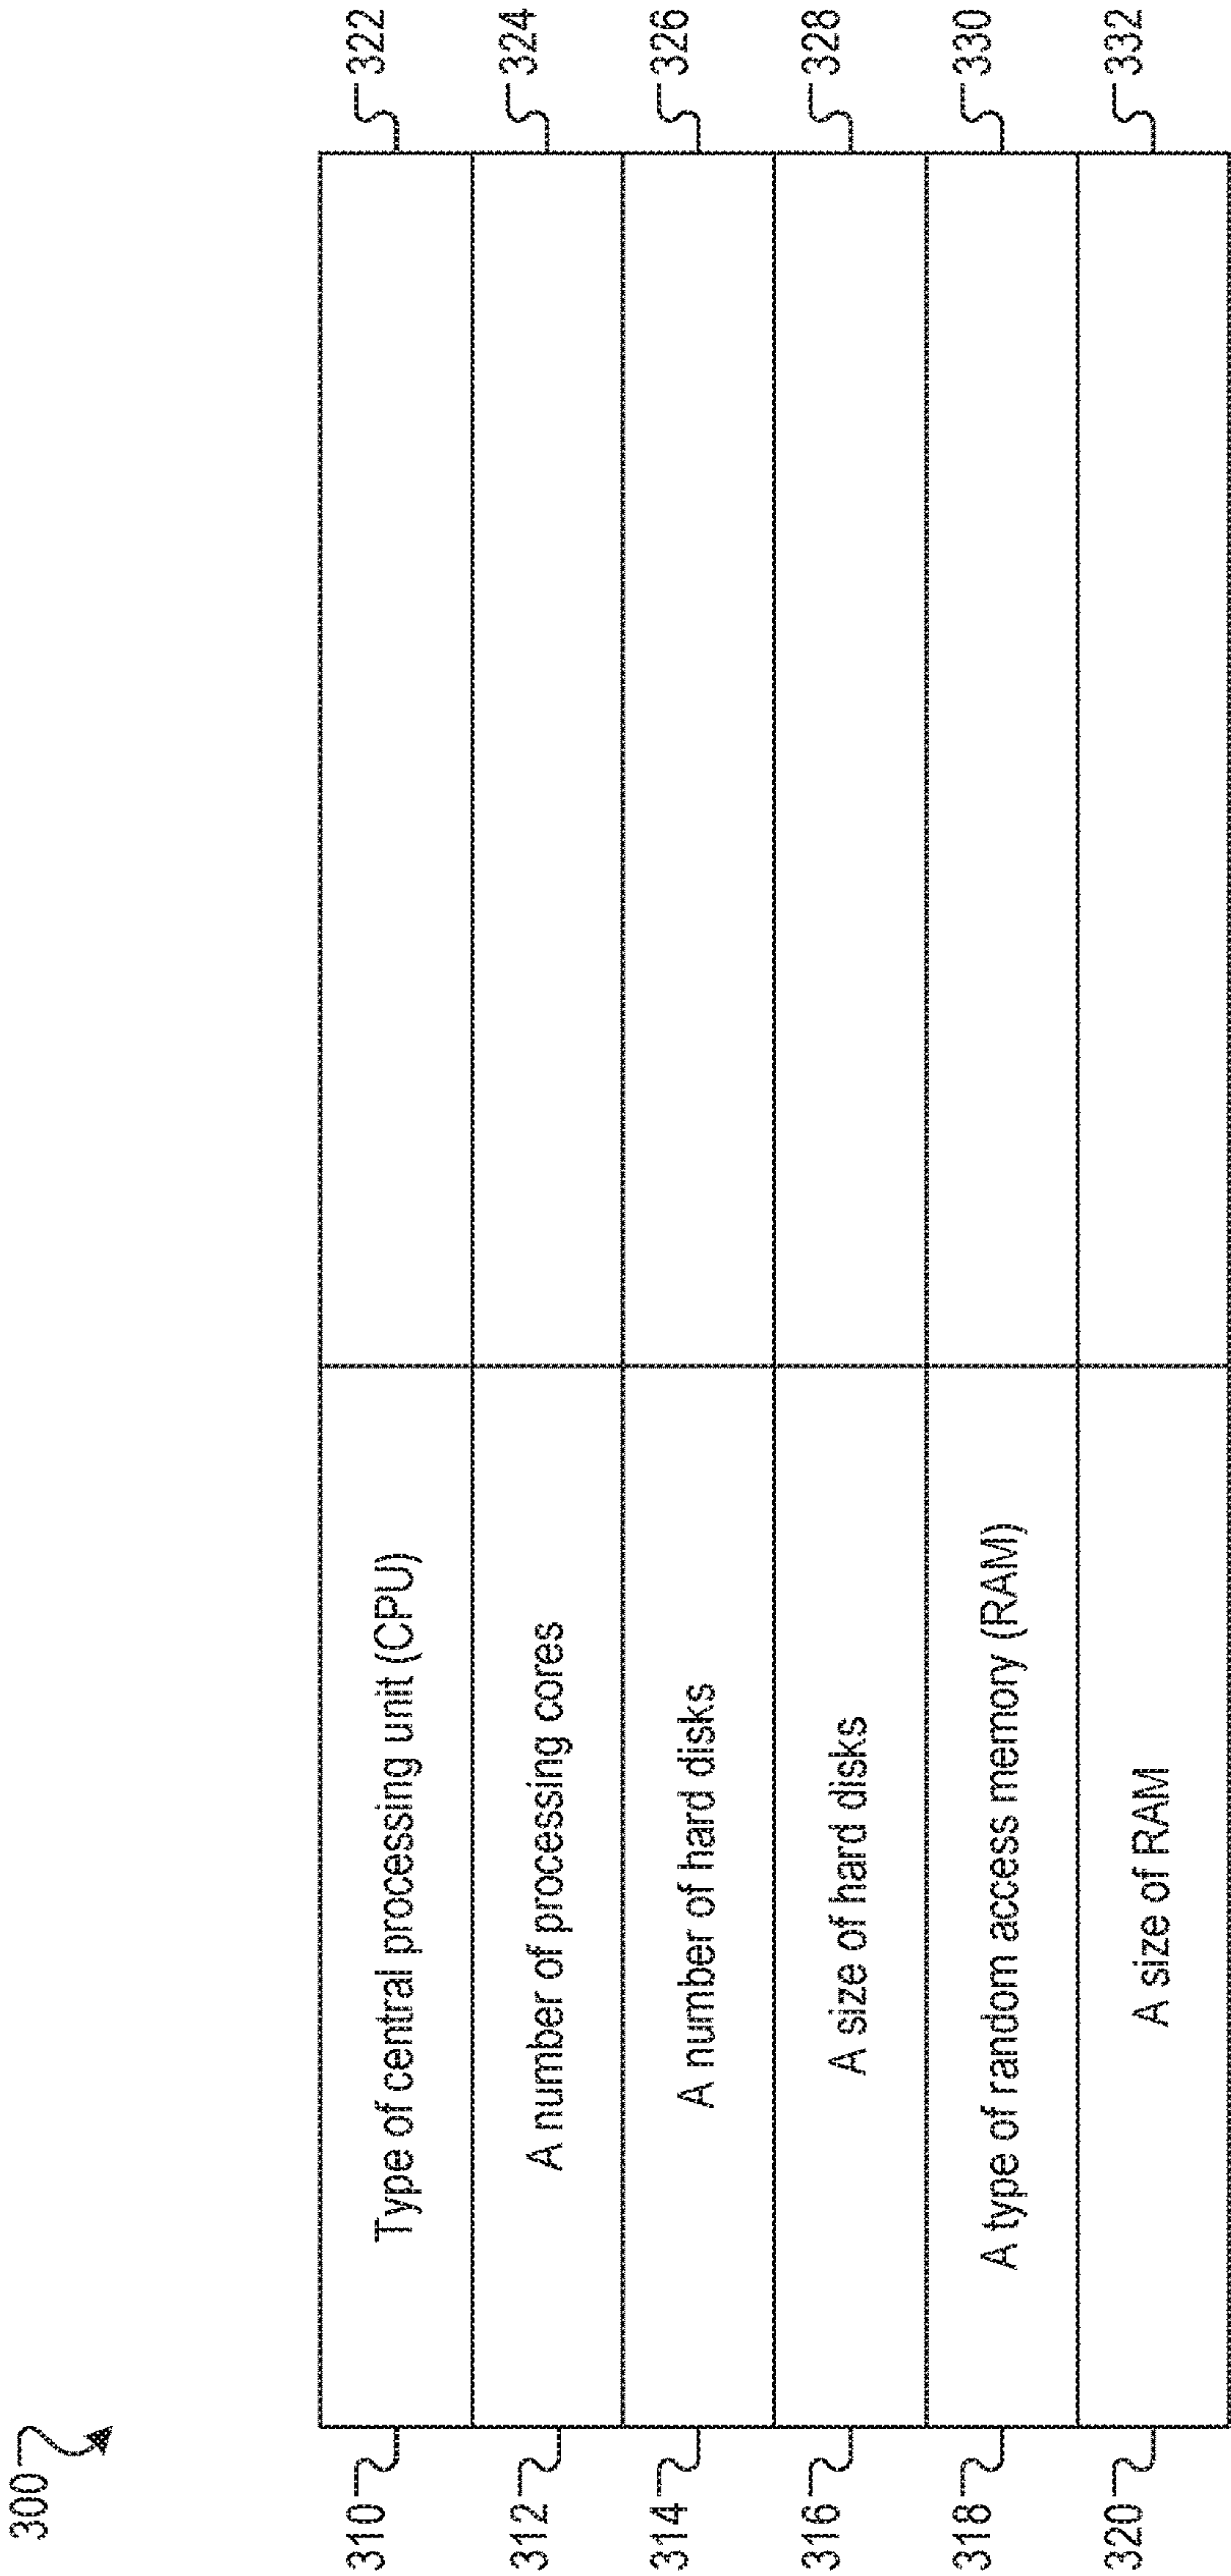 300
310 Type of central processing unit (CPU) 322
312 A number of processing cores 324
314 A number of hard disks 326
316 A size of hard disks 328
318 A type of random access memory (RAM) 330
320 A size of RAM 332